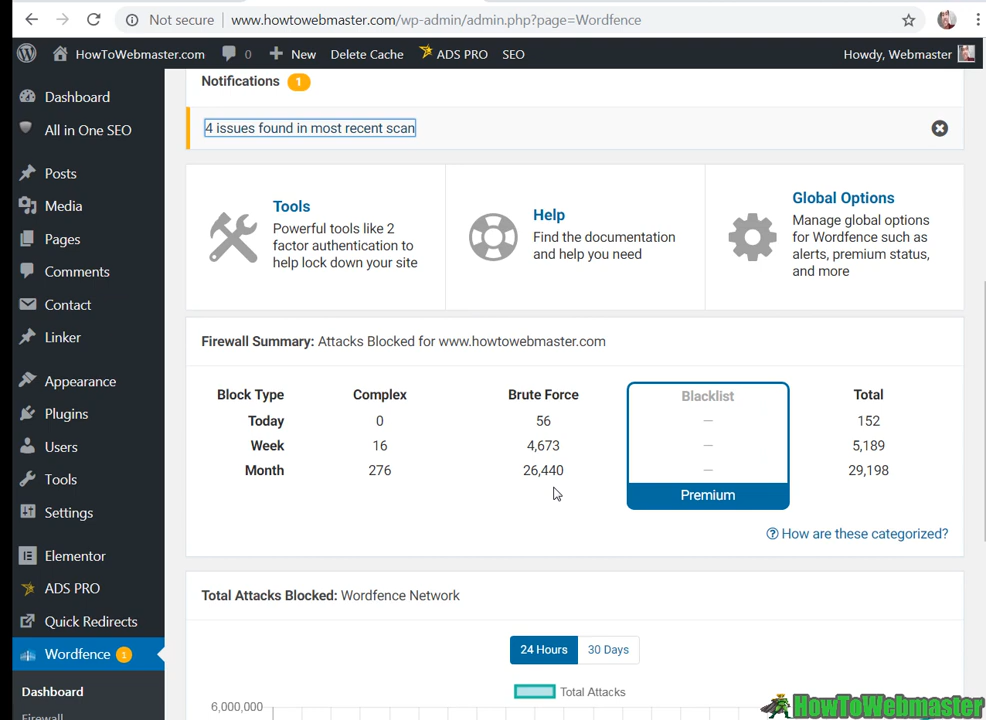 Not secure | www.howtowebmaster.com/wp-admin/admin.php?page=Wordfence
HowToWebmaster.com 0 New Delete Cache ADS PRO SEO Howdy, Webmaster
Dashboard
All in One SEO
Posts
Media
Pages
Comments
Contact
Linker
Appearance
Plugins
Users
Tools
Settings
Elementor
ADS PRO
Quick Redirects
Wordfence 1
Dashboard
Firewall
Notifications 1
4 issues found in most recent scan
Tools
Powerful tools like 2
factor authentication to
help lock down your site
Help
Find the documentation
and help you need
Global Options
Manage global options
for Wordfence such as
alerts, premium status,
and more
Firewall Summary: Attacks Blocked for www.howtowebmaster.com
Block Type Complex Brute Force Blacklist Total
Today 0 56 — 152
Week 16 4,673 — 5,189
Month 276 26,440 — 29,198
Premium
How are these categorized?
Total Attacks Blocked: Wordfence Network
24 Hours 30 Days
Total Attacks
6,000,000
HowToWebmaster